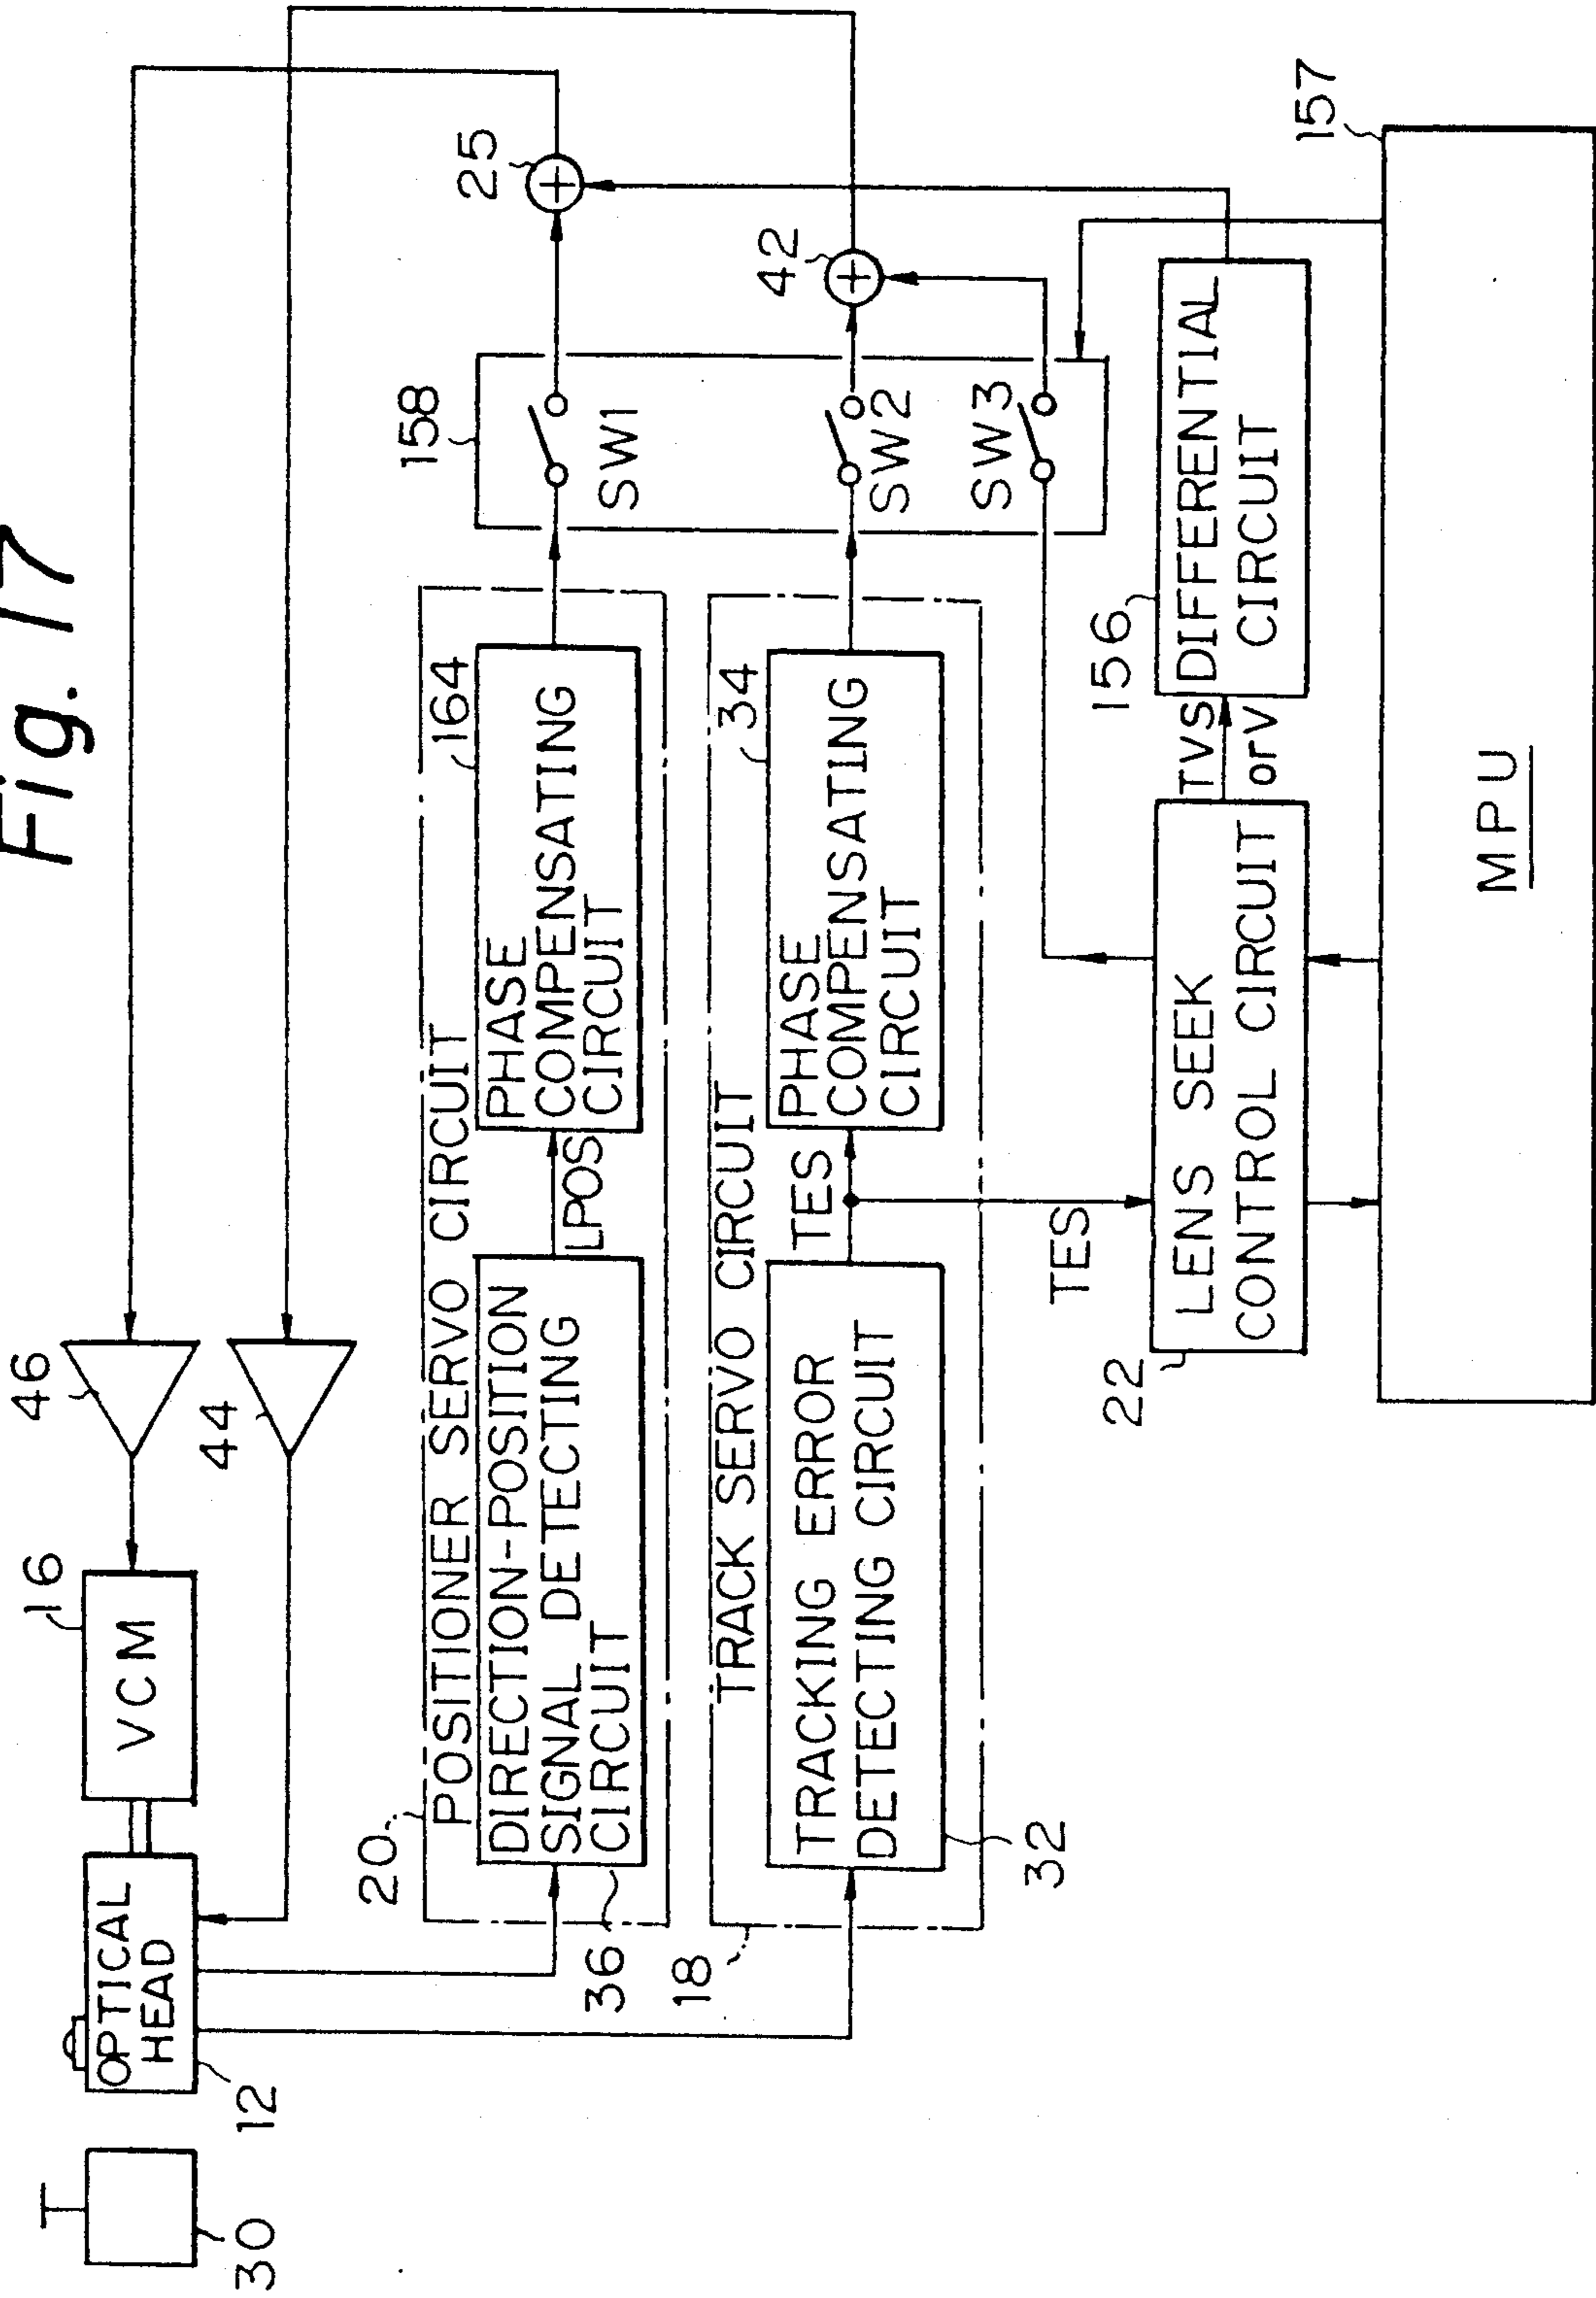 Fig. 17
46
16
VCM
44
OPTICAL
HEAD
12
30
25
158
SW1
42
SW2
SW3
POSITIONER SERVO CIRCUIT
20
DIRECTION-POSITION
SIGNAL DETECTING
CIRCUIT
36
LPOS
164
PHASE
COMPENSATING
CIRCUIT
TRACK SERVO CIRCUIT
18
TRACKING ERROR
DETECTING CIRCUIT
32
TES
34
PHASE
COMPENSATING
CIRCUIT
TES
22
LENS SEEK
CONTROL CIRCUIT
TVS
orV
156
DIFFERENTIAL
CIRCUIT
157
MPU